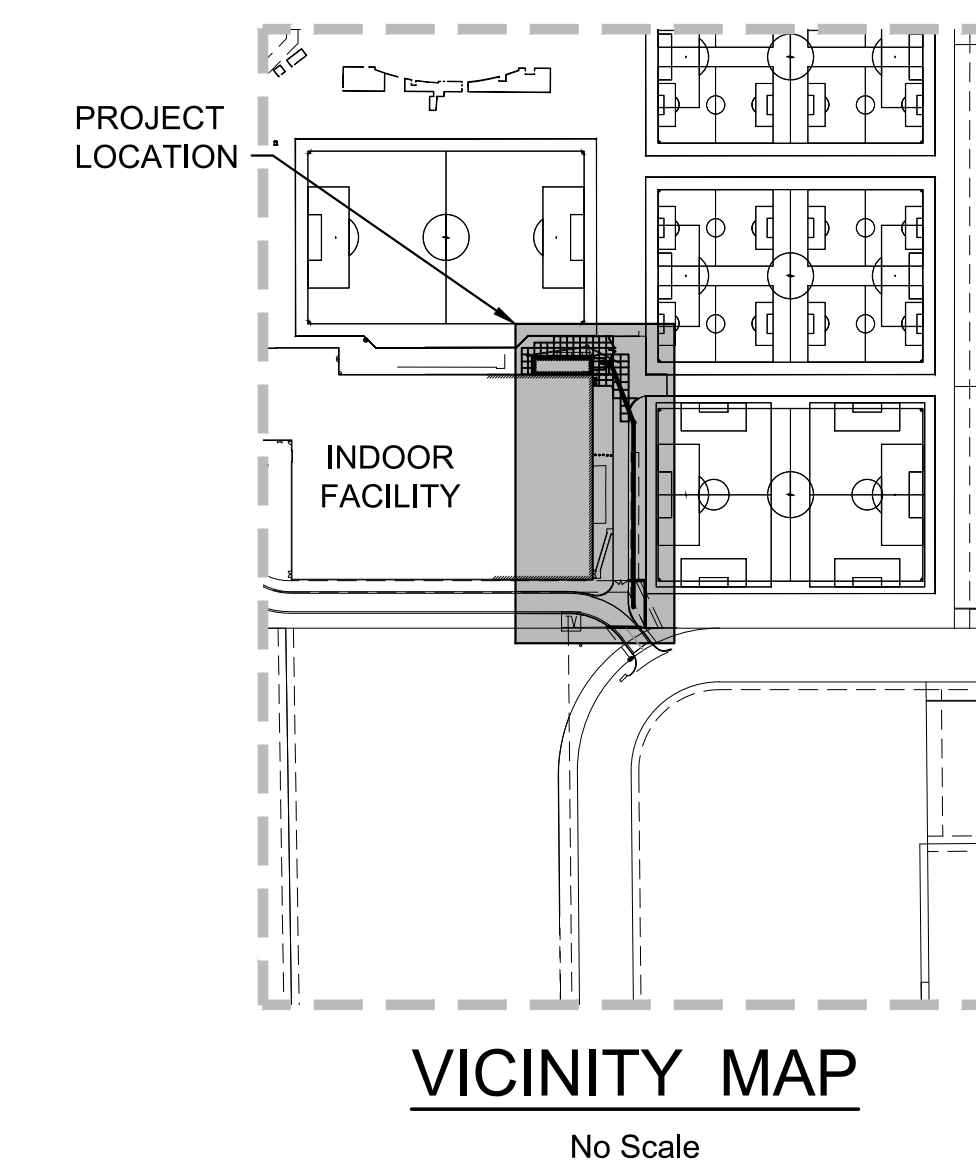 PROJECT
LOCATION
INDOOR
FACILITY
TV
VICINITY MAP
No Scale